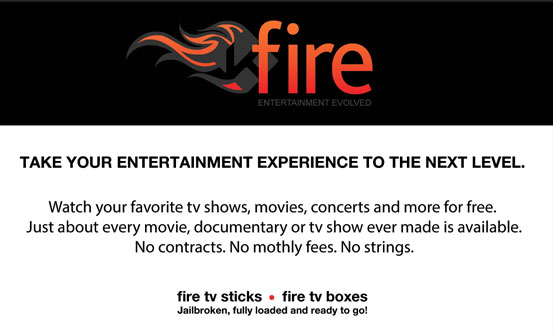 fire
ENTERTAINMENT EVOLVED
TAKE YOUR ENTERTAINMENT EXPERIENCE TO THE NEXT LEVEL.
Watch your favorite tv shows, movies, concerts and more for free.
Just about every movie, documentary or tv show ever made is available.
No contracts. No mothly fees. No strings.
fire tv sticks • fire tv boxes
Jailbroken, fully loaded and ready to go!